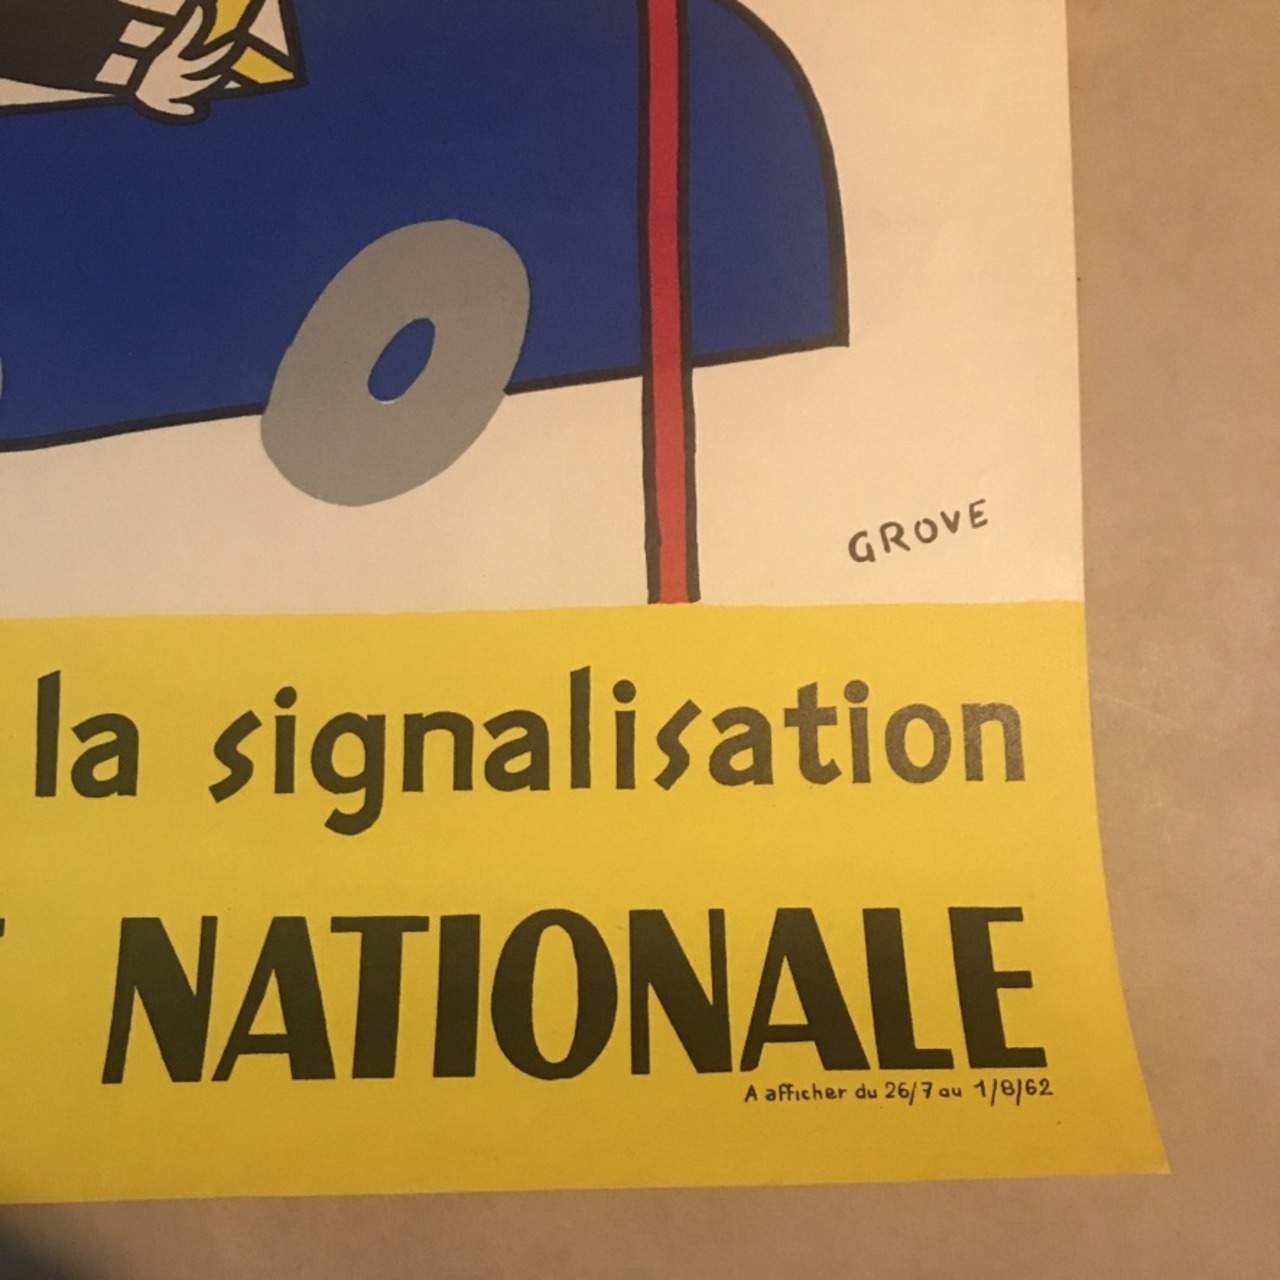 GROVE
la signalisation
NATIONALE
A afficher du 26/7 au 1/8/62